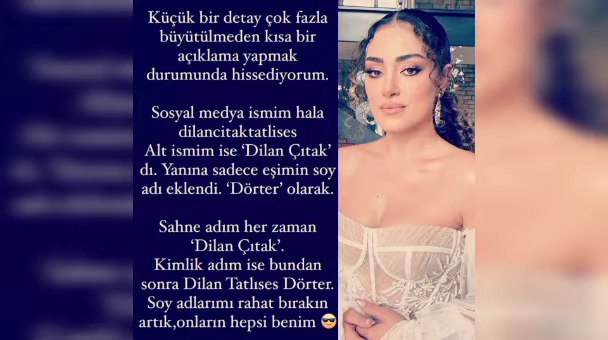 Küçük bir detay çok fazla
büyütülmeden kısa bir
açıklama yapmak
durumunda hissediyorum.
Sosyal medya ismim hala
dilancitaktatlises
Alt ismim ise ‘Dilan Çıtak’
dı. Yanına sadece eşimin soy
adı eklendi. ‘Dörter’ olarak.
Sahne adım her zaman
‘Dilan Çıtak’.
Kimlik adım ise bundan
sonra Dilan Tatlıses Dörter.
Soy adlarımı rahat bırakın
artık,onların hepsi benim 😎